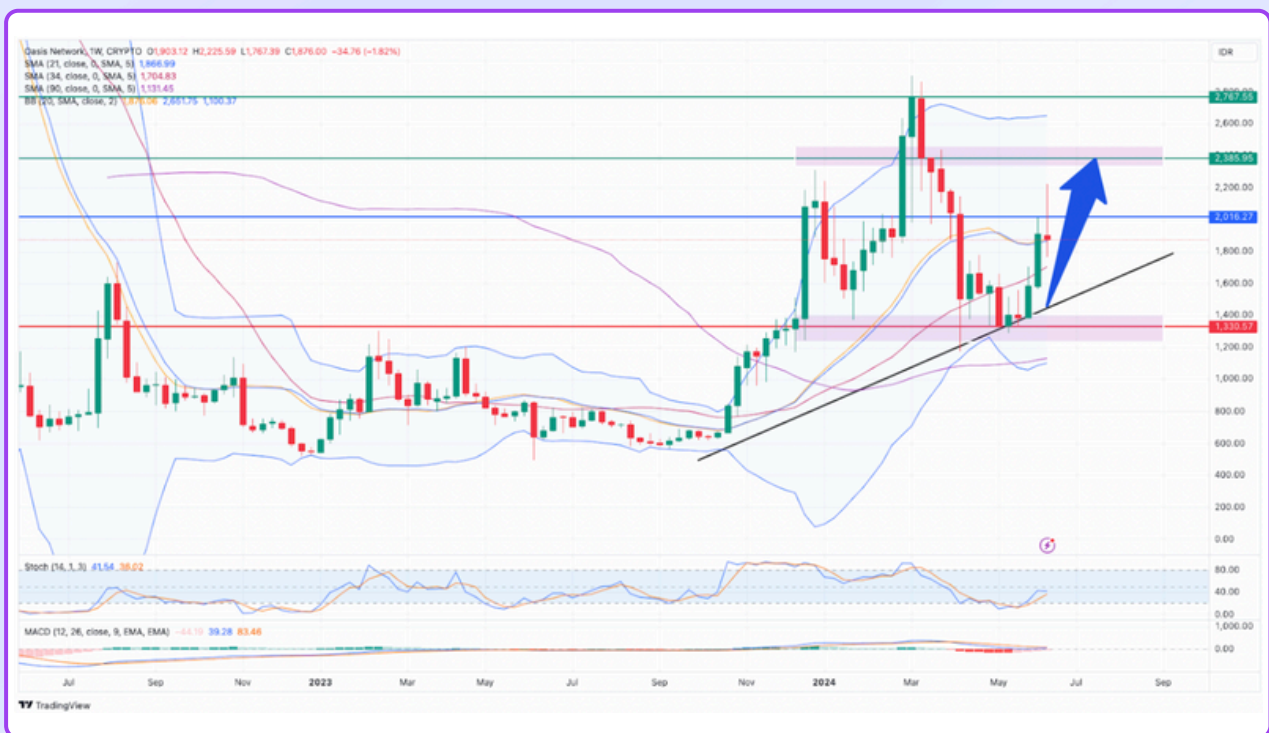 Oasis Network, 1W, CRYPTO O1,903.12 H2,225.59 L1,767.39 C1,876.00 −34.76 (−1.82%)
SMA (21, close, 0, SMA, 5) 1,866.99
SMA (34, close, 0, SMA, 5) 1,704.83
SMA (90, close, 0, SMA, 5) 1,131.45
BB (20, SMA, close, 2) 2,651.75 1,100.37
IDR
2,767.55
2,600.00
2,385.95
2,200.00
2,016.27
1,800.00
1,600.00
1,400.00
1,330.57
1,200.00
1,000.00
800.00
600.00
400.00
200.00
0.00
Stoch (14, 1, 3) 41.54 36.02
80.00
40.00
0.00
MACD (12, 26, close, 9, EMA, EMA) −44.19 39.28 83.46
1,000.00
0.00
Jul Sep Nov 2023 Mar May Jul Sep Nov 2024 Mar May Jul Sep
TradingView